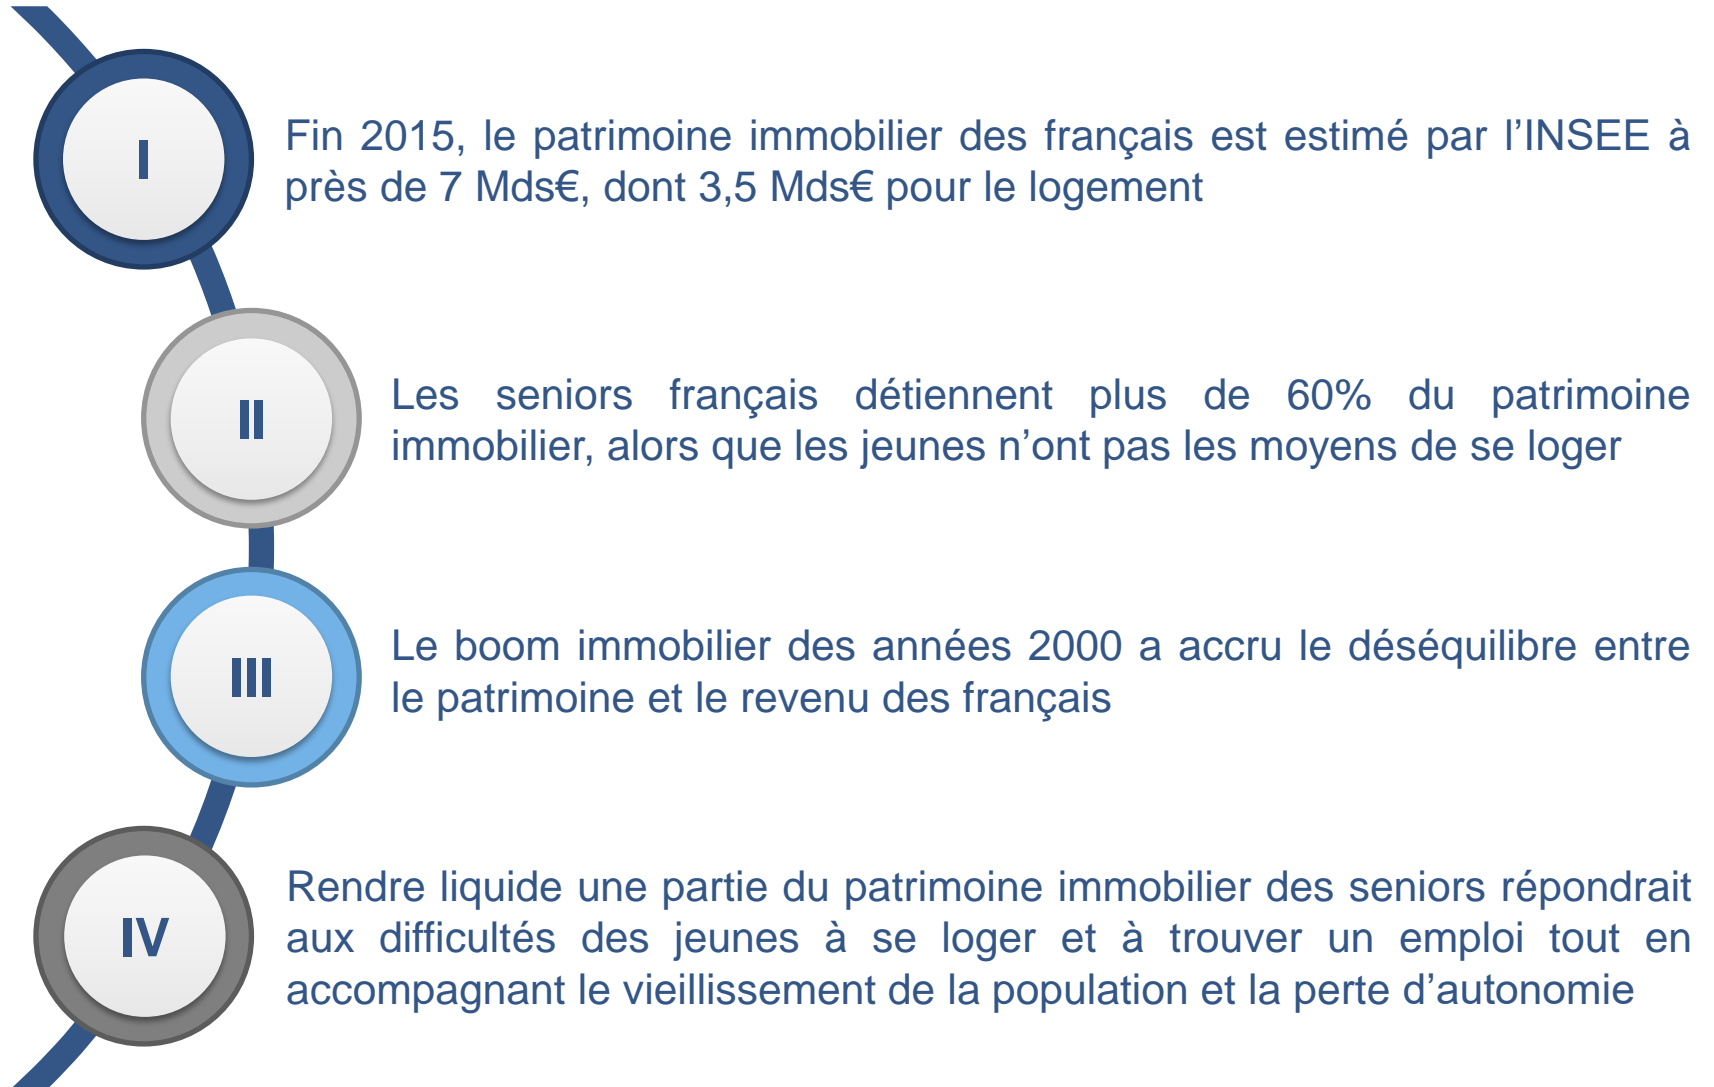 I
Fin 2015, le patrimoine immobilier des français est estimé par l’INSEE à
près de 7 Mds€, dont 3,5 Mds€ pour le logement
II
Les seniors français détiennent plus de 60% du patrimoine
immobilier, alors que les jeunes n’ont pas les moyens de se loger
III
Le boom immobilier des années 2000 a accru le déséquilibre entre
le patrimoine et le revenu des français
IV
Rendre liquide une partie du patrimoine immobilier des seniors répondrait
aux difficultés des jeunes à se loger et à trouver un emploi tout en
accompagnant le vieillissement de la population et la perte d’autonomie